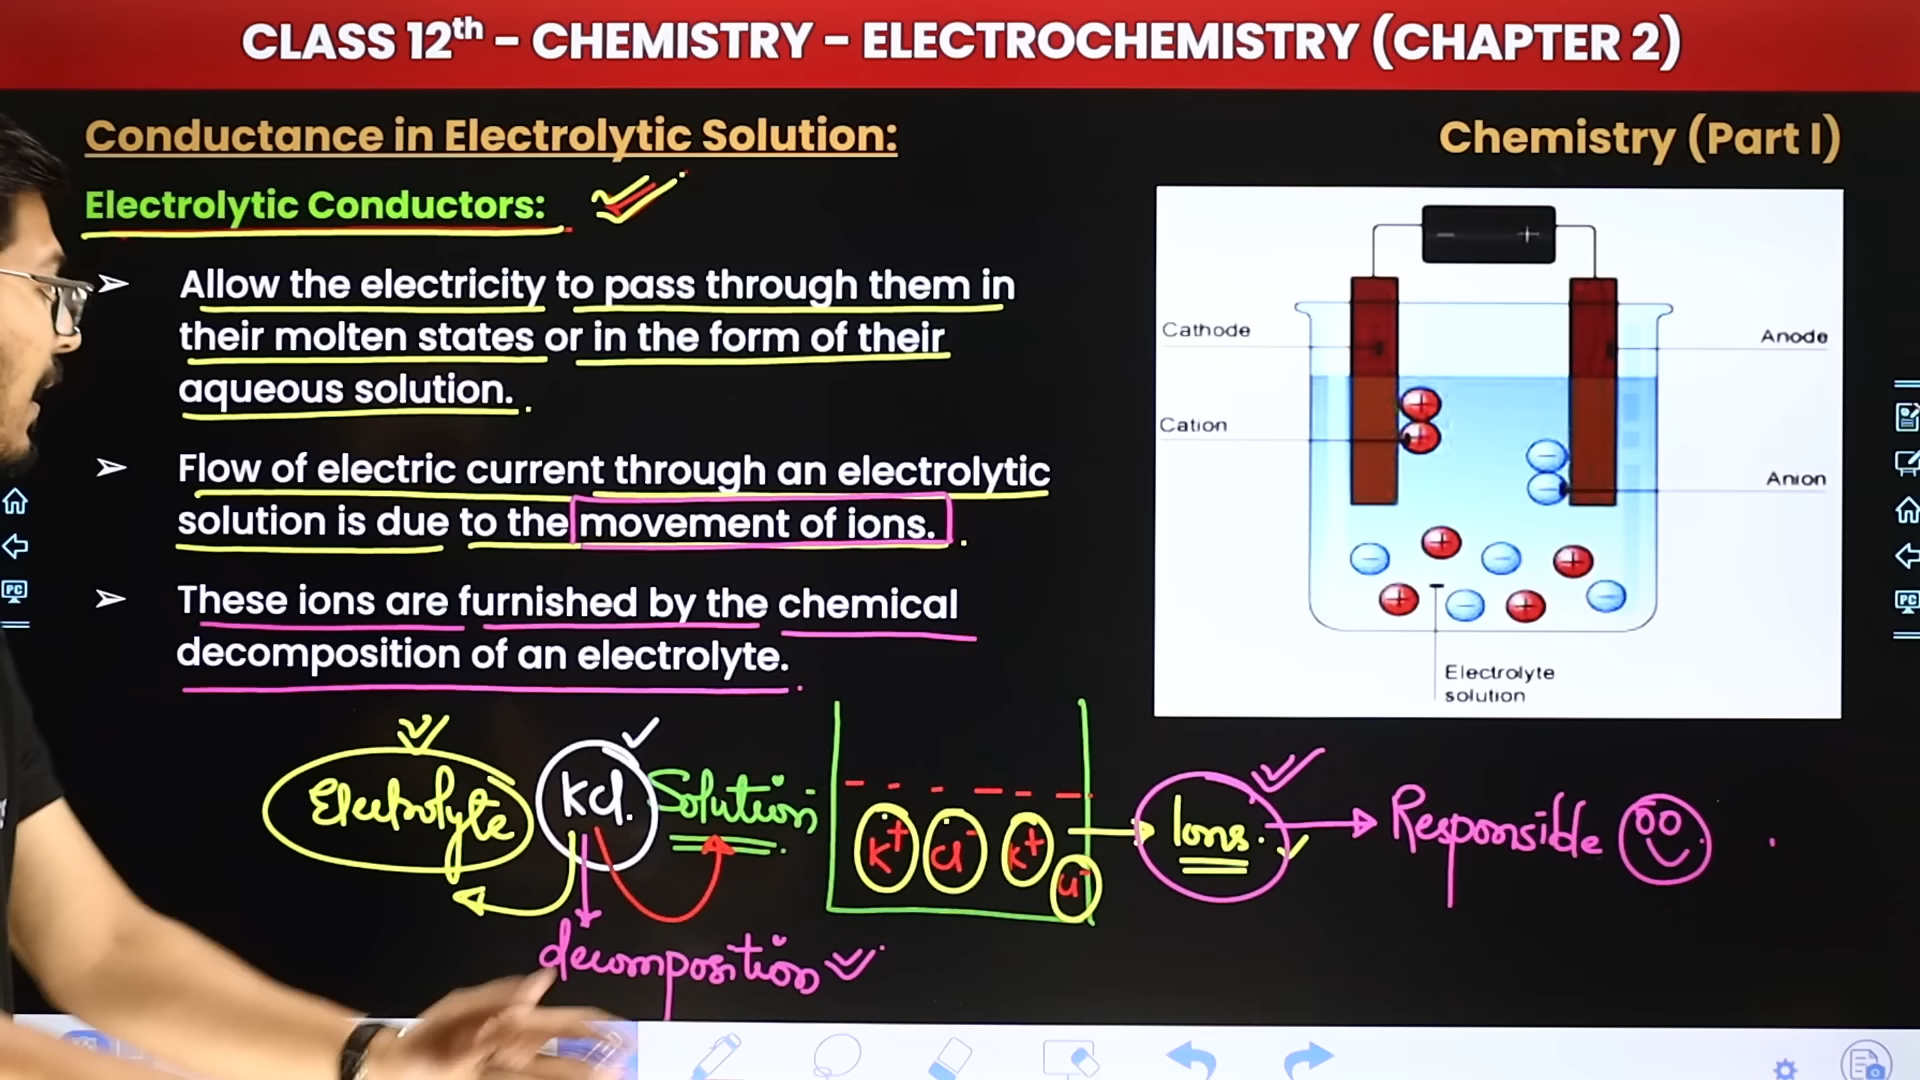 CLASS 12th - CHEMISTRY - ELECTROCHEMISTRY (CHAPTER 2)
Conductance in Electrolytic Solution:
Chemistry (Part I)
Electrolytic Conductors:
➢ Allow the electricity to pass through them in
their molten states or in the form of their
aqueous solution.
➢ Flow of electric current through an electrolytic
solution is due to the movement of ions.
➢ These ions are furnished by the chemical
decomposition of an electrolyte.
− +
Cathode
Anode
Cation
Anion
+ +
− −
− + − +
+ − + −
Electrolyte
solution
Electrolyte Kcl. Solution
K+ cl- K+ cl-
Ions.
Responsible
decomposition
PC
PC